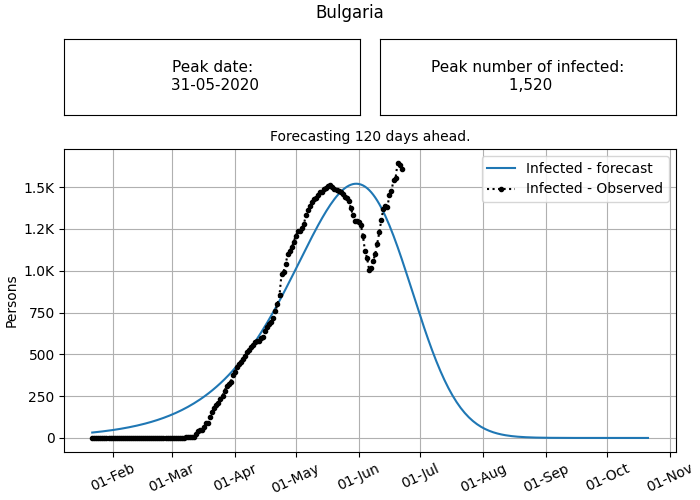 Bulgaria
Peak date:
31-05-2020
Peak number of infected:
1,520
Forecasting 120 days ahead.
Infected - forecast
Infected - Observed
Persons
1.5K
1.2K
1.0K
750
500
250
0
01-Feb
01-Mar
01-Apr
01-May
01-Jun
01-Jul
01-Aug
01-Sep
01-Oct
01-Nov